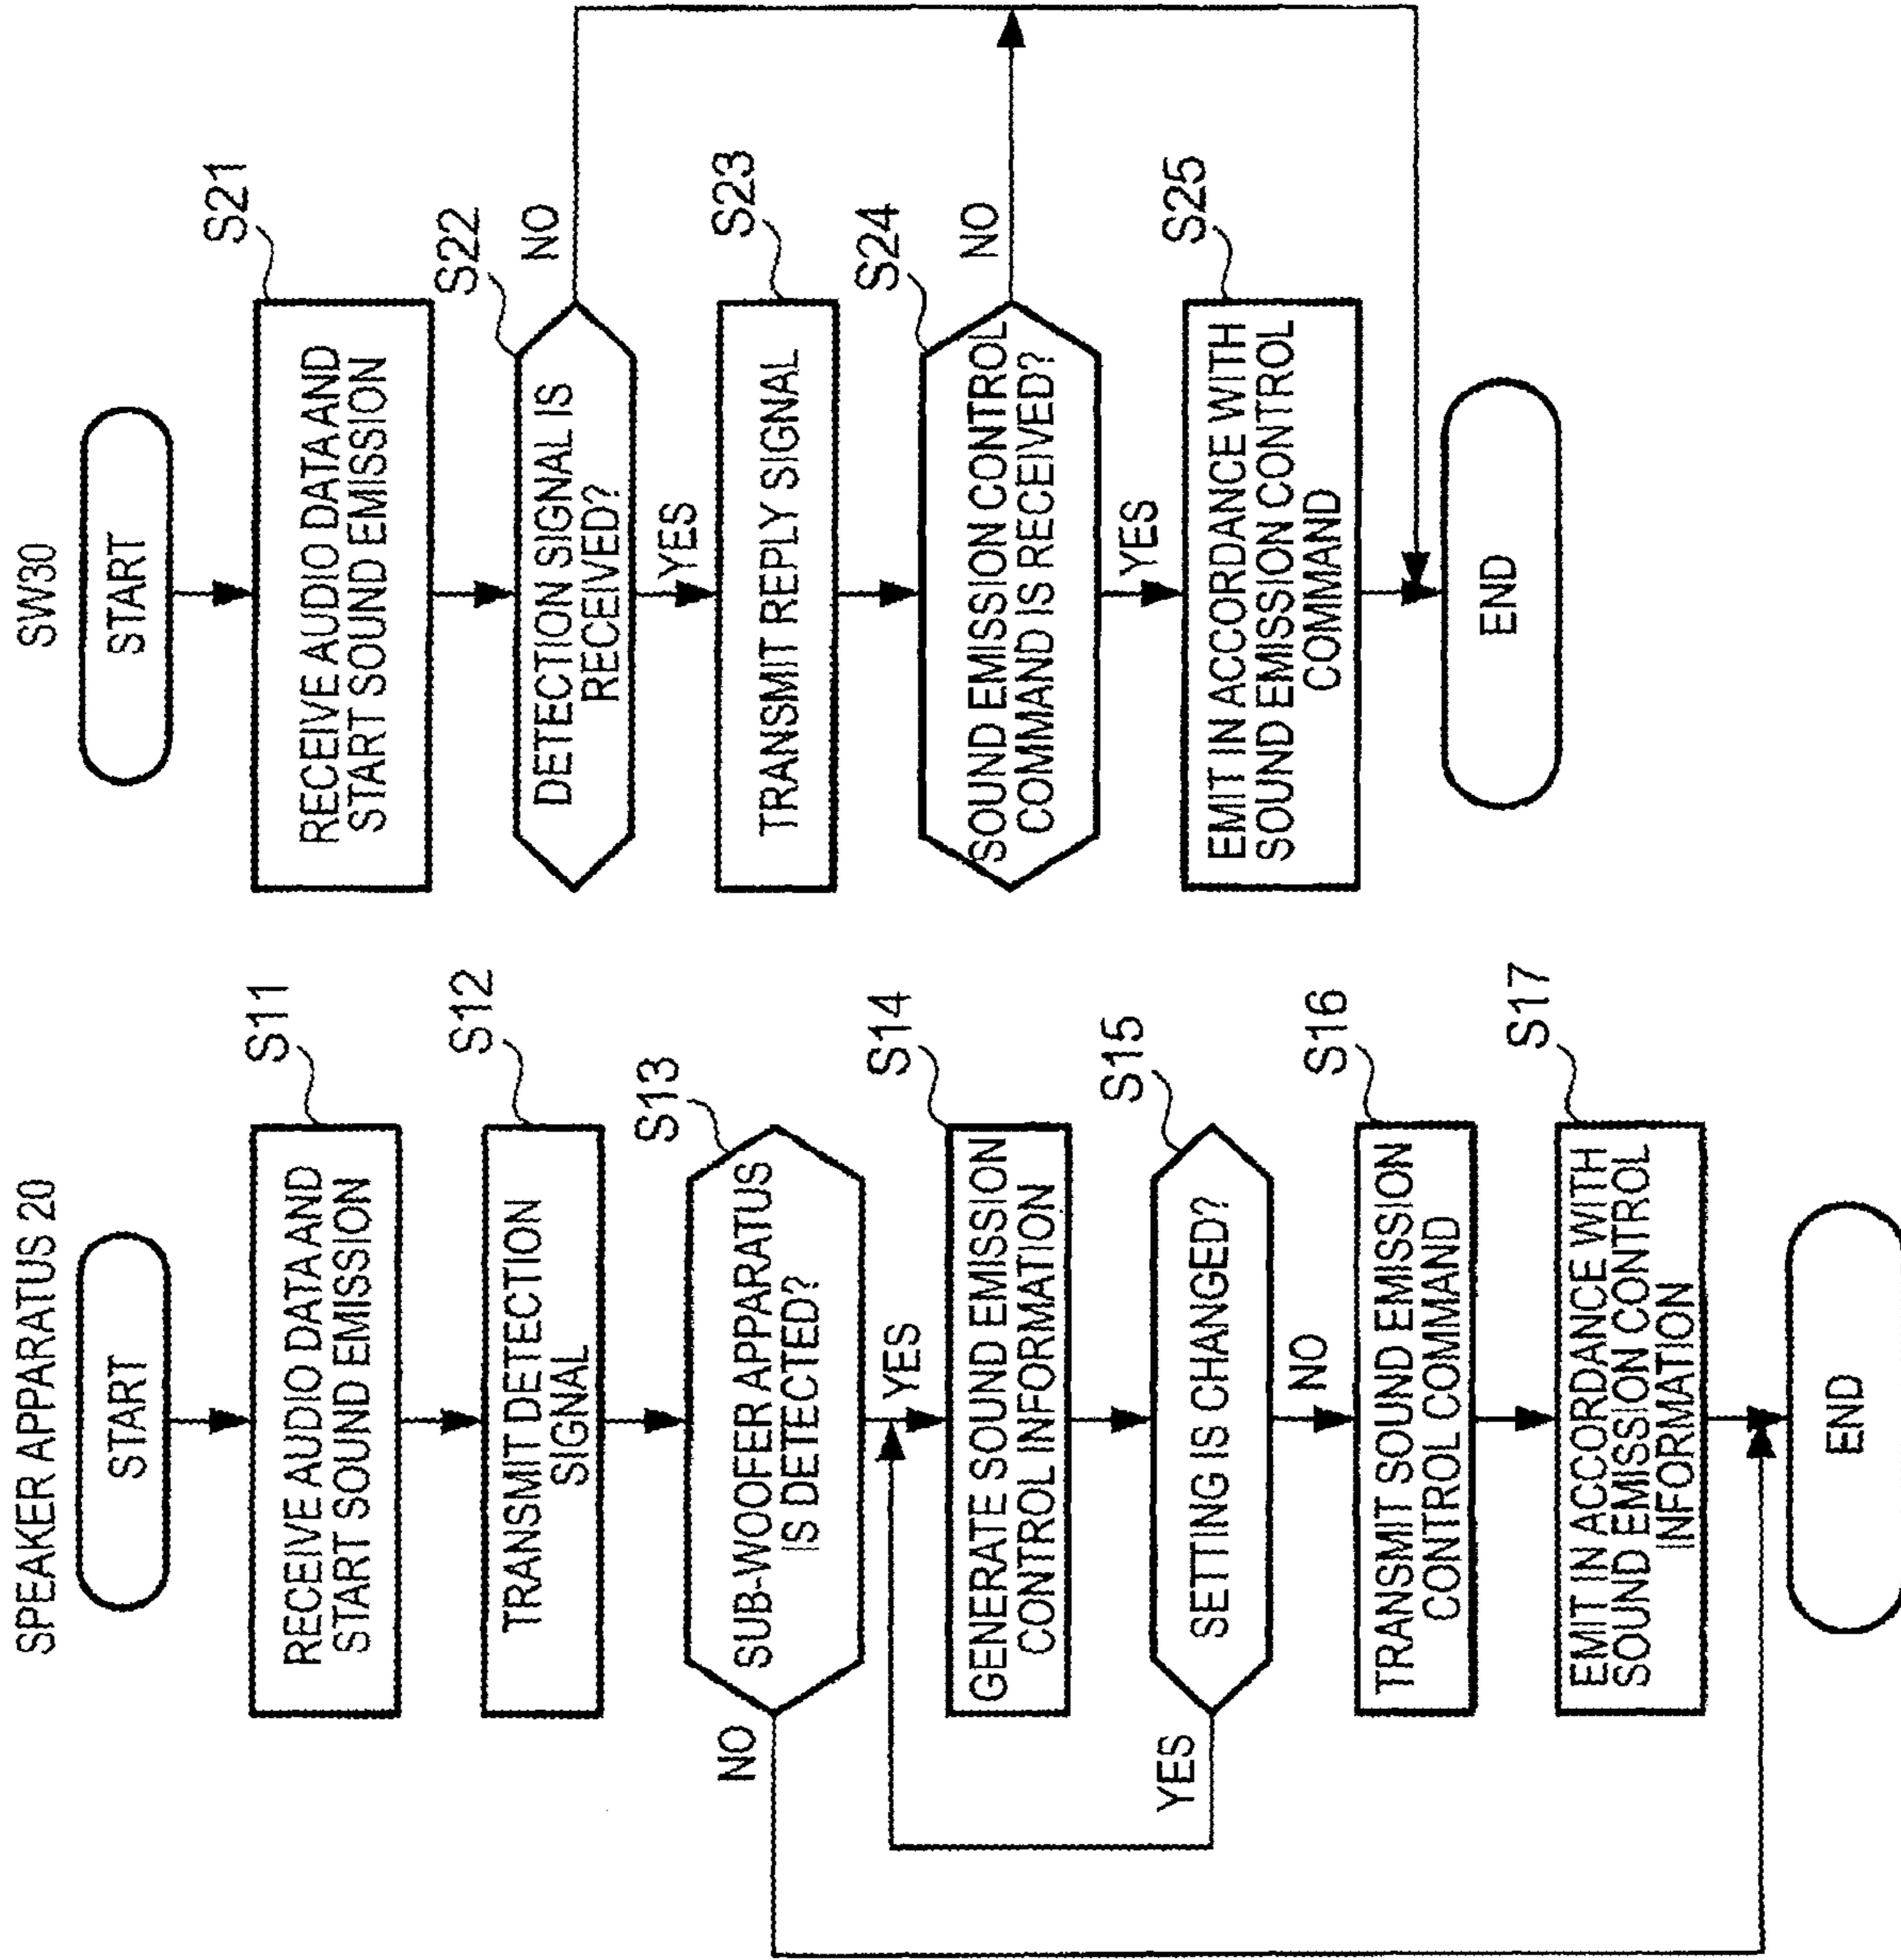 SPEAKER APPARATUS 20
START
S11
RECEIVE AUDIO DATA AND
START SOUND EMISSION
S12
TRANSMIT DETECTION
SIGNAL
S13
SUB-WOOFER APPARATUS
IS DETECTED?
NO
YES
S14
GENERATE SOUND EMISSION
CONTROL INFORMATION
S15
SETTING IS CHANGED?
YES
NO
S16
TRANSMIT SOUND EMISSION
CONTROL COMMAND
S17
EMIT IN ACCORDANCE WITH
SOUND EMISSION CONTROL
INFORMATION
END
SW30
START
S21
RECEIVE AUDIO DATA AND
START SOUND EMISSION
S22
DETECTION SIGNAL IS
RECEIVED?
NO
YES
S23
TRANSMIT REPLY SIGNAL
S24
SOUND EMISSION CONTROL
COMMAND IS RECEIVED?
NO
YES
S25
EMIT IN ACCORDANCE WITH
SOUND EMISSION CONTROL
COMMAND
END